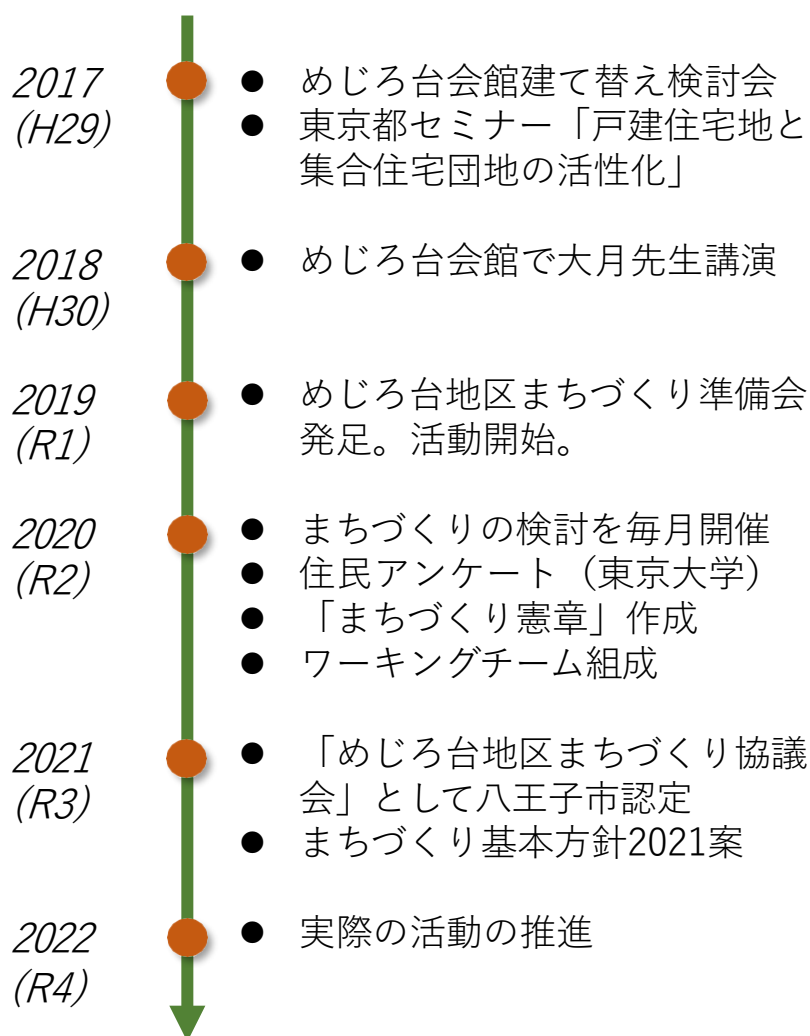 2017
(H29)
● めじろ台会館建て替え検討会
● 東京都セミナー「戸建住宅地と
集合住宅団地の活性化」
2018
(H30)
● めじろ台会館で大月先生講演
2019
(R1)
● めじろ台地区まちづくり準備会
発足。活動開始。
2020
(R2)
● まちづくりの検討を毎月開催
● 住民アンケート（東京大学）
● 「まちづくり憲章」作成
● ワーキングチーム組成
2021
(R3)
● 「めじろ台地区まちづくり協議
会」として八王子市認定
● まちづくり基本方針2021案
2022
(R4)
● 実際の活動の推進